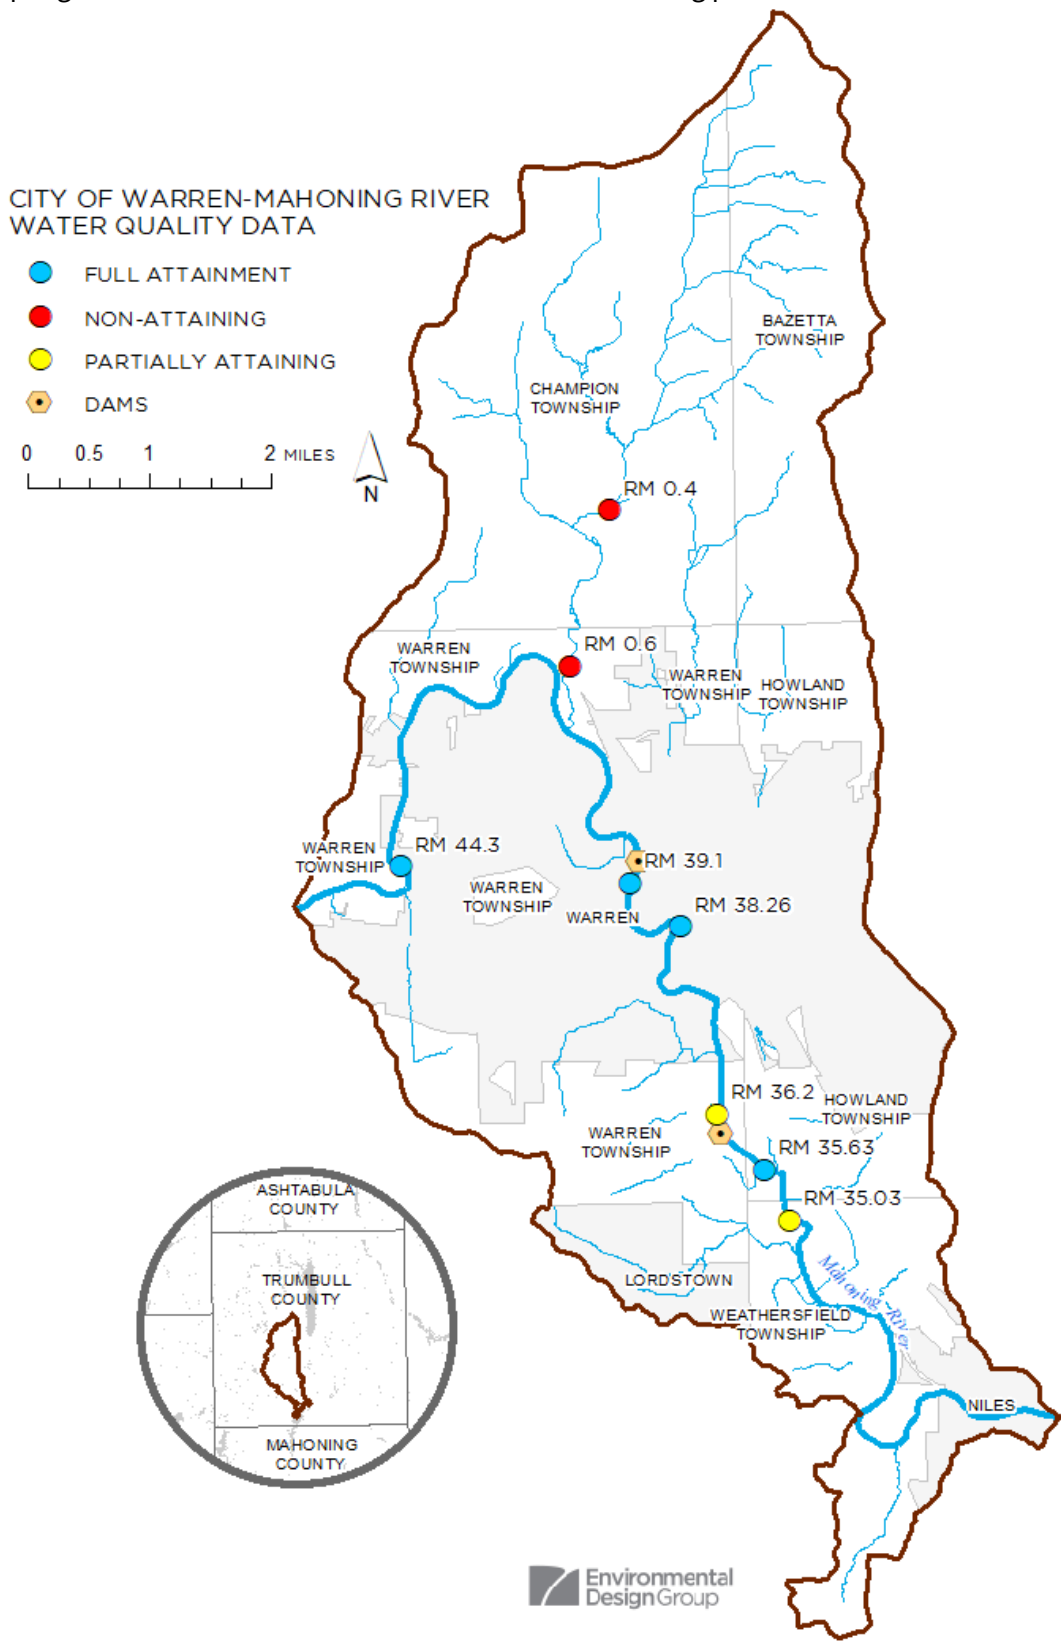 CITY OF WARREN-MAHONING RIVER
WATER QUALITY DATA
FULL ATTAINMENT
NON-ATTAINING
PARTIALLY ATTAINING
DAMS
0 0.5 1 2 MILES
N
BAZETTA
TOWNSHIP
CHAMPION
TOWNSHIP
RM 0.4
RM 0.6
WARREN
TOWNSHIP
WARREN
TOWNSHIP
HOWLAND
TOWNSHIP
RM 44.3
WARREN
TOWNSHIP
RM 39.1
WARREN
TOWNSHIP
WARREN
RM 38.26
RM 36.2
HOWLAND
TOWNSHIP
WARREN
TOWNSHIP
RM 35.63
RM 35.03
Mahoning River
LORDSTOWN
WEATHERSFIELD
TOWNSHIP
NILES
ASHTABULA
COUNTY
TRUMBULL
COUNTY
MAHONING
COUNTY
Environmental
DesignGroup